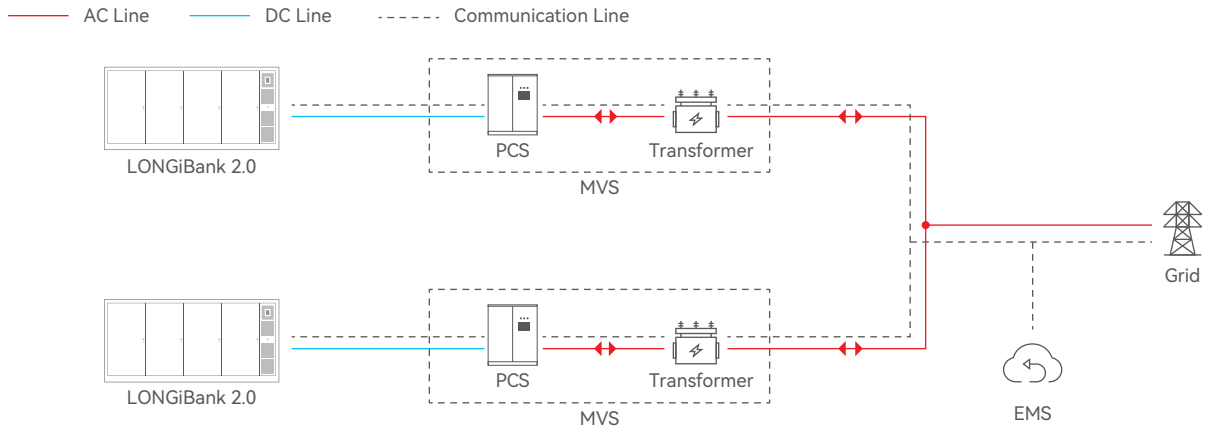 AC Line
DC Line
Communication Line
LONGiBank 2.0
PCS
Transformer
MVS
Grid
LONGiBank 2.0
PCS
Transformer
MVS
EMS